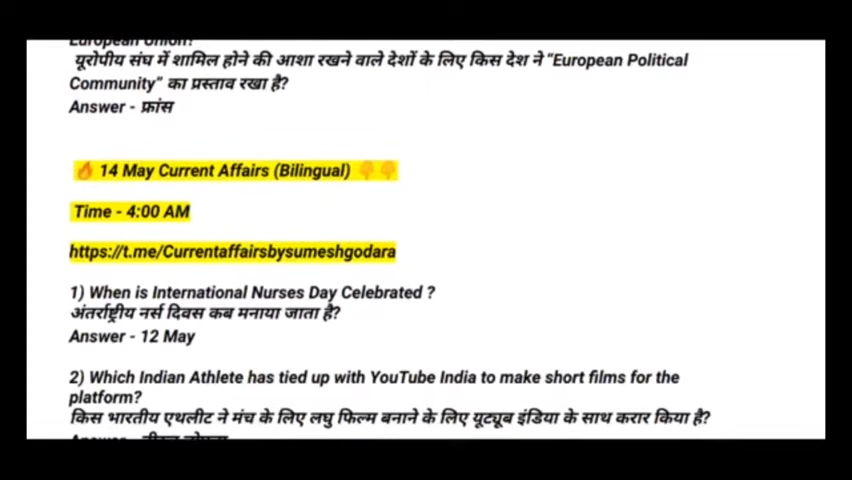 European Union?
यूरोपीय संघ में शामिल होने की आशा रखने वाले देशों के लिए किस देश ने “European Political
Community” का प्रस्ताव रखा है?
Answer - फ्रांस
🔥 14 May Current Affairs (Bilingual) 👇👇
Time - 4:00 AM
https://t.me/Currentaffairsbysumeshgodara
1) When is International Nurses Day Celebrated ?
अंतर्राष्ट्रीय नर्स दिवस कब मनाया जाता है?
Answer - 12 May
2) Which Indian Athlete has tied up with YouTube India to make short films for the
platform?
किस भारतीय एथलीट ने मंच के लिए लघु फिल्म बनाने के लिए यूट्यूब इंडिया के साथ करार किया है?